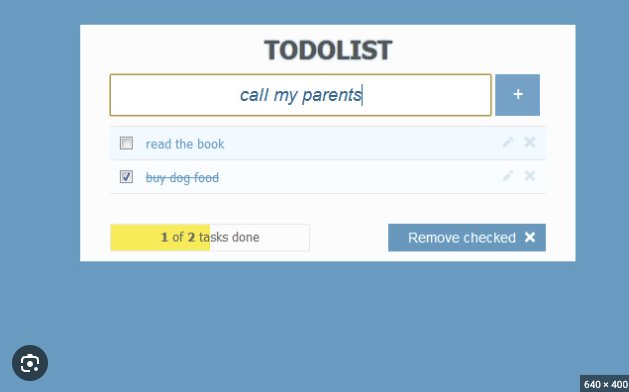 TODOLIST
call my parents
+
read the book
buy dog food
1 of 2 tasks done
Remove checked ×
640 × 400